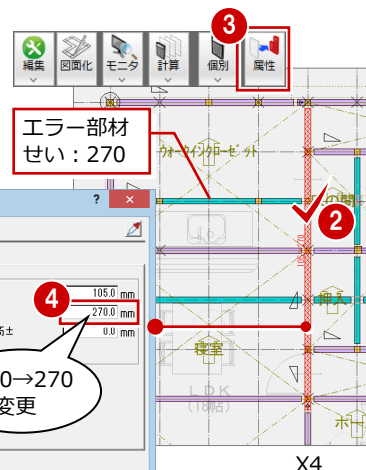 3
編集
図面化
モニタ
計算
個別
属性
エラー部材
せい：270
ウォークインクローゼット
2
? ×
105.0 mm
4
270.0 mm
0.0 mm
0→270
変更
押入
寝室
LDK
(18帖)
ホー
X4